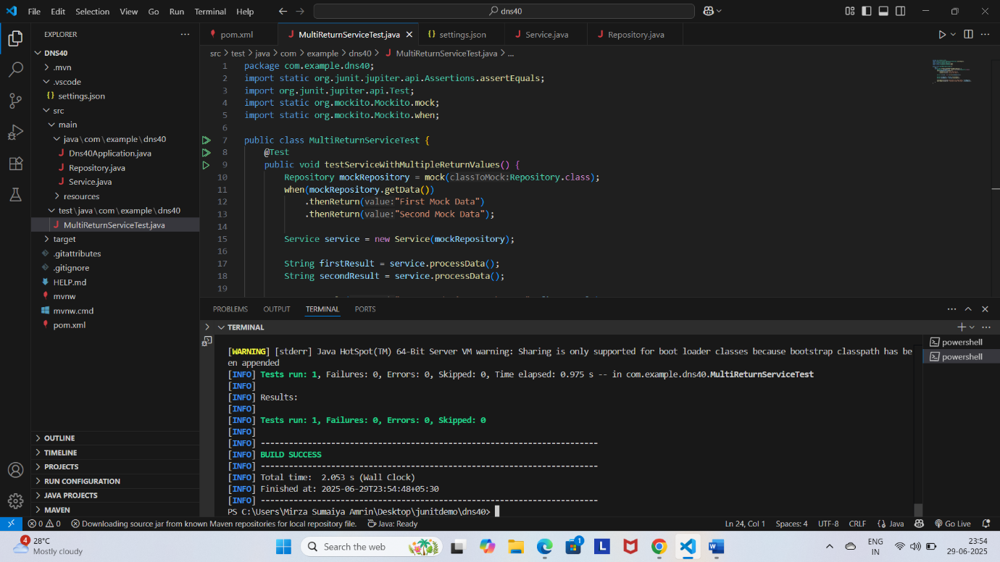 File Edit Selection View Go Run Terminal Help
dns40
EXPLORER
DNS40
.mvn
.vscode
{} settings.json
src
main
java\com\example\dns40
J Dns40Application.java
J Repository.java
J Service.java
resources
test\java\com\example\dns40
J MultiReturnServiceTest.java
target
.gitattributes
.gitignore
HELP.md
mvnw
mvnw.cmd
pom.xml
OUTLINE
TIMELINE
PROJECTS
RUN CONFIGURATION
JAVA PROJECTS
MAVEN
pom.xml J MultiReturnServiceTest.java {} settings.json J Service.java J Repository.java
src > test > java > com > example > dns40 > J MultiReturnServiceTest.java > ...
1 package com.example.dns40;
2 import static org.junit.jupiter.api.Assertions.assertEquals;
3 import org.junit.jupiter.api.Test;
4 import static org.mockito.Mockito.mock;
5 import static org.mockito.Mockito.when;
6
7 public class MultiReturnServiceTest {
8 @Test
9 public void testServiceWithMultipleReturnValues() {
10 Repository mockRepository = mock(classToMock:Repository.class);
11 when(mockRepository.getData())
12 .thenReturn(value:"First Mock Data")
13 .thenReturn(value:"Second Mock Data");
14
15 Service service = new Service(mockRepository);
16
17 String firstResult = service.processData();
18 String secondResult = service.processData();
19
PROBLEMS OUTPUT TERMINAL PORTS
TERMINAL
[WARNING] [stderr] Java HotSpot(TM) 64-Bit Server VM warning: Sharing is only supported for boot loader classes because bootstrap classpath has be
en appended
[INFO] Tests run: 1, Failures: 0, Errors: 0, Skipped: 0, Time elapsed: 0.975 s -- in com.example.dns40.MultiReturnServiceTest
[INFO]
[INFO] Results:
[INFO]
[INFO] Tests run: 1, Failures: 0, Errors: 0, Skipped: 0
[INFO]
[INFO] ------------------------------------------------------------------------
[INFO] BUILD SUCCESS
[INFO] ------------------------------------------------------------------------
[INFO] Total time:  2.053 s (Wall Clock)
[INFO] Finished at: 2025-06-29T23:54:48+05:30
[INFO] ------------------------------------------------------------------------
PS C:\Users\Mirza Sumaiya Amrin\Desktop\junitdemo\dns40>
powershell
powershell
0 0 Downloading source jar from known Maven repositories for local repository file. Java: Ready Ln 24, Col 1 Spaces: 4 UTF-8 CRLF {} Java Go Live
4 28°C
Mostly cloudy
Search the web
1
L
W
ENG
IN
23:54
29-06-2025